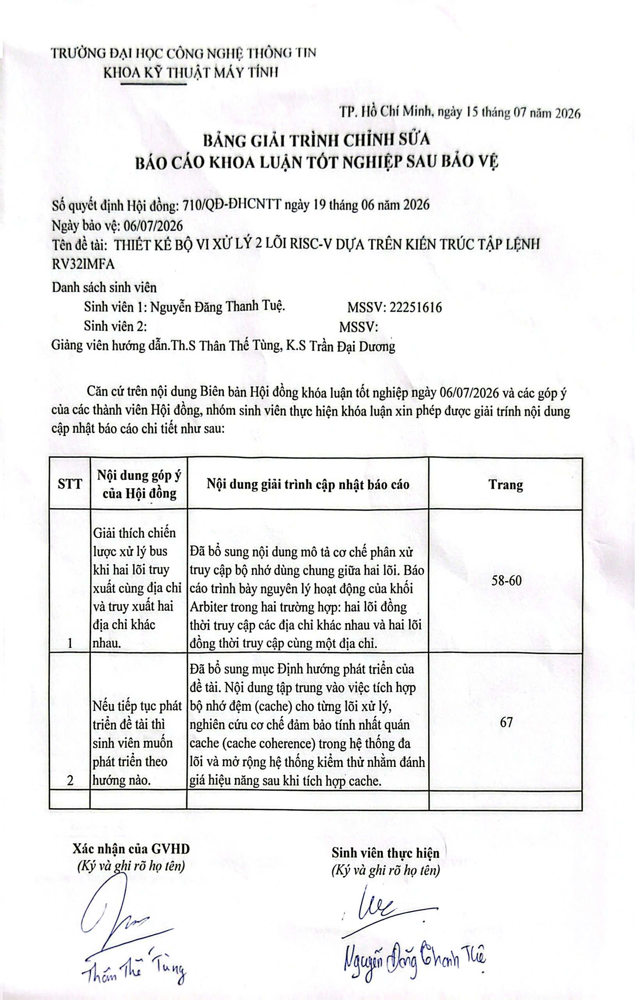 TRƯỜNG ĐẠI HỌC CÔNG NGHỆ THÔNG TIN
KHOA KỸ THUẬT MÁY TÍNH
TP. Hồ Chí Minh, ngày 15 tháng 07 năm 2026
BẢNG GIẢI TRÌNH CHỈNH SỬA
BÁO CÁO KHOA LUẬN TỐT NGHIỆP SAU BẢO VỆ
Số quyết định Hội đồng: 710/QĐ-ĐHCNTT ngày 19 tháng 06 năm 2026
Ngày bảo vệ: 06/07/2026
Tên đề tài: THIẾT KẾ BỘ VI XỬ LÝ 2 LÕI RISC-V DỰA TRÊN KIẾN TRÚC TẬP LỆNH
RV32IMFA
Danh sách sinh viên
Sinh viên 1: Nguyễn Đăng Thanh Tuệ. MSSV: 22251616
Sinh viên 2: MSSV:
Giảng viên hướng dẫn.Th.S Thân Thế Tùng, K.S Trần Đại Dương
Căn cứ trên nội dung Biên bản Hội đồng khóa luận tốt nghiệp ngày 06/07/2026 và các góp ý
của các thành viên Hội đồng, nhóm sinh viên thực hiện khóa luận xin phép được giải trính nội dung
cập nhật báo cáo chi tiết như sau:
STT
Nội dung góp ý
của Hội đồng
Nội dung giải trình cập nhật báo cáo
Trang
1
Giải thích chiến
lược xử lý bus
khi hai lõi truy
xuất cùng địa chỉ
và truy xuất hai
địa chỉ khác
nhau.
Đã bổ sung nội dung mô tả cơ chế phân xử
truy cập bộ nhớ dùng chung giữa hai lõi. Báo
cáo trình bày nguyên lý hoạt động của khối
Arbiter trong hai trường hợp: hai lõi đồng
thời truy cập các địa chỉ khác nhau và hai lõi
đồng thời truy cập cùng một địa chỉ.
58-60
2
Nếu tiếp tục phát
triển đề tài thì
sinh viên muốn
phát triển theo
hướng nào.
Đã bổ sung mục Định hướng phát triển của
đề tài. Nội dung tập trung vào việc tích hợp
bộ nhớ đệm (cache) cho từng lõi xử lý,
nghiên cứu cơ chế đảm bảo tính nhất quán
cache (cache coherence) trong hệ thống đa
lõi và mở rộng hệ thống kiểm thử nhằm đánh
giá hiệu năng sau khi tích hợp cache.
67
Xác nhận của GVHD
(Ký và ghi rõ họ tên)
Thân Thế Tùng
Sinh viên thực hiện
(Ký và ghi rõ họ tên)
Nguyễn Đăng Thanh Tuệ